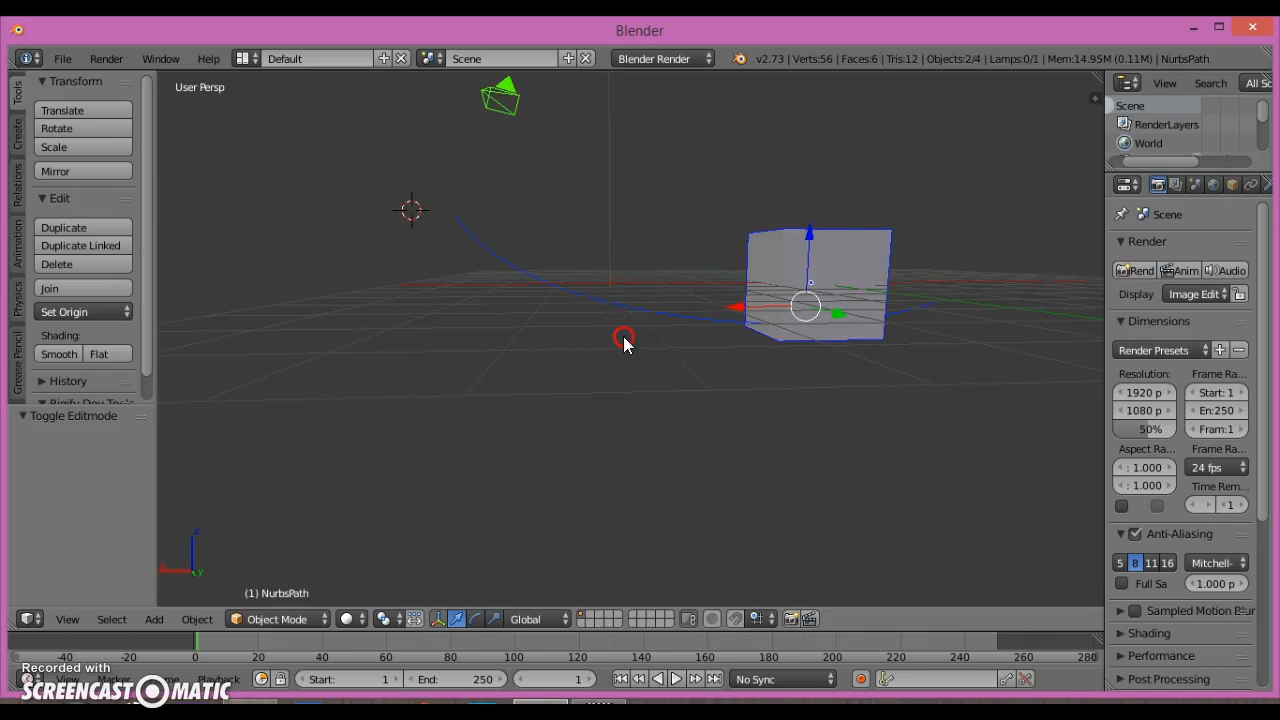 Blender
File Render Window Help Default Scene Blender Render v2.73 | Verts:56 | Faces:6 | Tris:12 | Objects:2/4 | Lamps:0/1 | Mem:14.95M (0.11M) | NurbsPath
Tools
Create
Relations
Animation
Physics
Grease Pencil
Transform
Translate
Rotate
Scale
Mirror
Edit
Duplicate
Duplicate Linked
Delete
Join
Set Origin
Shading:
Smooth Flat
History
Toggle Editmode
User Persp
(1) NurbsPath
z
y
View Search All Sc
Scene
RenderLayers
World
Scene
Render
Rend Anim Audio
Display Image Edit
Dimensions
Render Presets
Resolution: Frame Ra...
1920 p Start: 1
1080 p En:250
50% Fram:1
Aspect Ra... Frame Ra...
: 1.000 24 fps
: 1.000 Time Rem...
1
Anti-Aliasing
5 8 11 16 Mitchell-
Full Sa 1.000 p
Sampled Motion Blur
Shading
Performance
Post Processing
View Select Add Object Object Mode Global
-40 -20 0 20 40 60 80 100 120 140 160 180 200 220 240 260 280
Start: 1 End: 250 1 No Sync
Recorded with
SCREENCAST-O-MATIC